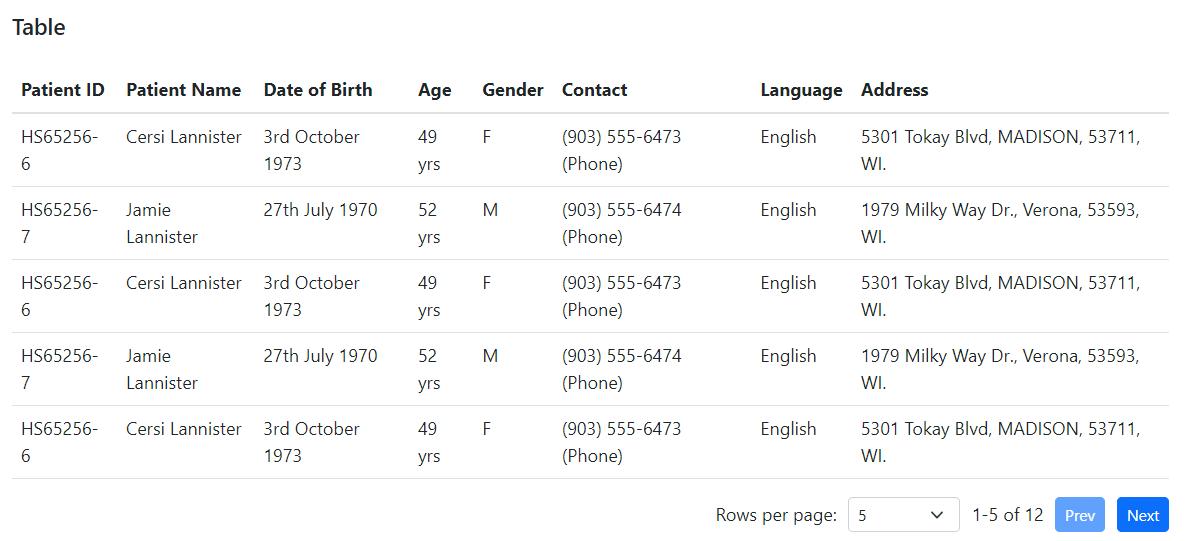 Table
Patient ID Patient Name Date of Birth Age Gender Contact Language Address
HS65256- Cersi Lannister 3rd October 49 F (903) 555-6473 English 5301 Tokay Blvd, MADISON, 53711,
6 1973 yrs (Phone) WI.
HS65256- Jamie 27th July 1970 52 M (903) 555-6474 English 1979 Milky Way Dr., Verona, 53593,
7 Lannister yrs (Phone) WI.
HS65256- Cersi Lannister 3rd October 49 F (903) 555-6473 English 5301 Tokay Blvd, MADISON, 53711,
6 1973 yrs (Phone) WI.
HS65256- Jamie 27th July 1970 52 M (903) 555-6474 English 1979 Milky Way Dr., Verona, 53593,
7 Lannister yrs (Phone) WI.
HS65256- Cersi Lannister 3rd October 49 F (903) 555-6473 English 5301 Tokay Blvd, MADISON, 53711,
6 1973 yrs (Phone) WI.
Rows per page: 5 1-5 of 12 Prev Next